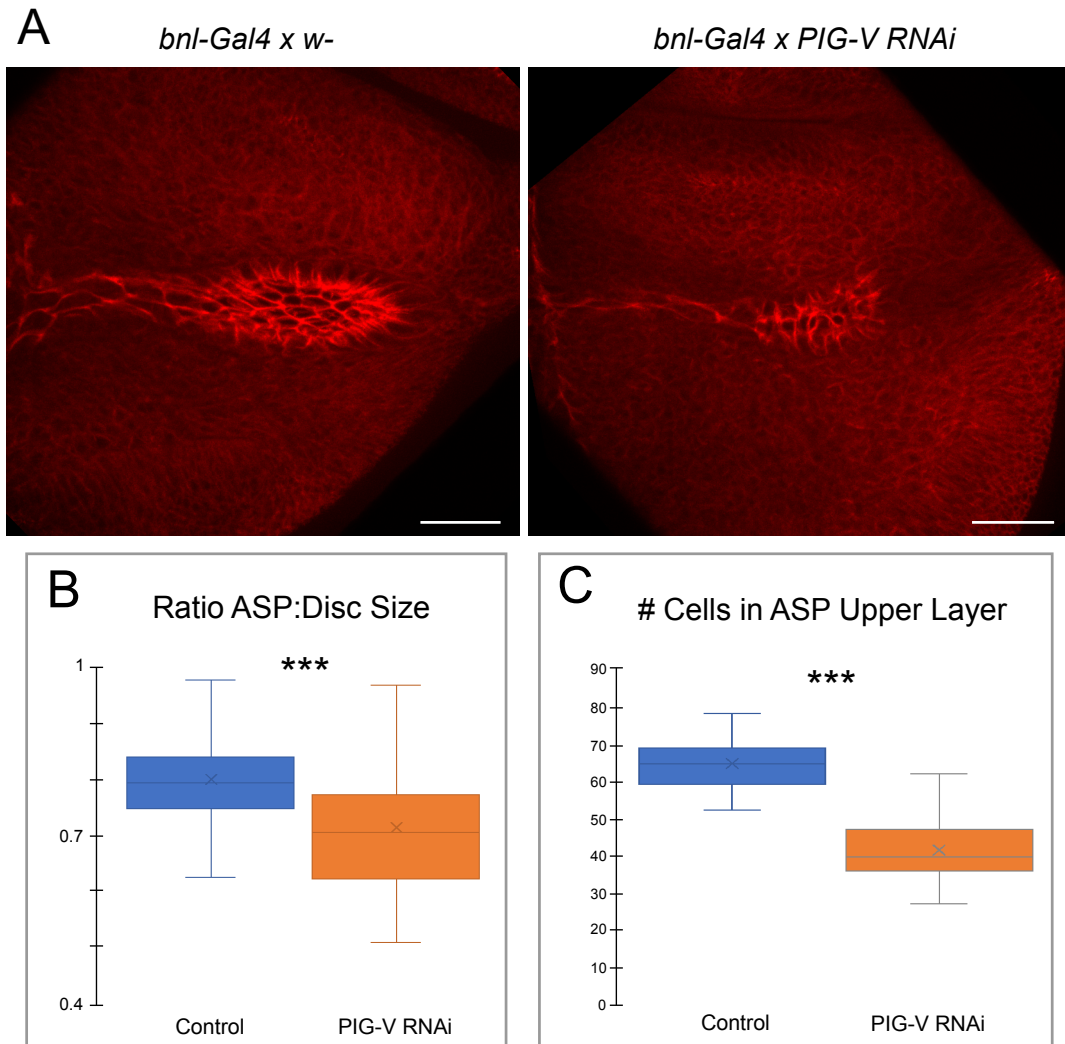 A
bnl-Gal4 x w-
bnl-Gal4 x PIG-V RNAi
B
Ratio ASP:Disc Size
***
1
0.7
0.4
Control
PIG-V RNAi
C
# Cells in ASP Upper Layer
***
90
80
70
60
50
40
30
20
10
0
Control
PIG-V RNAi